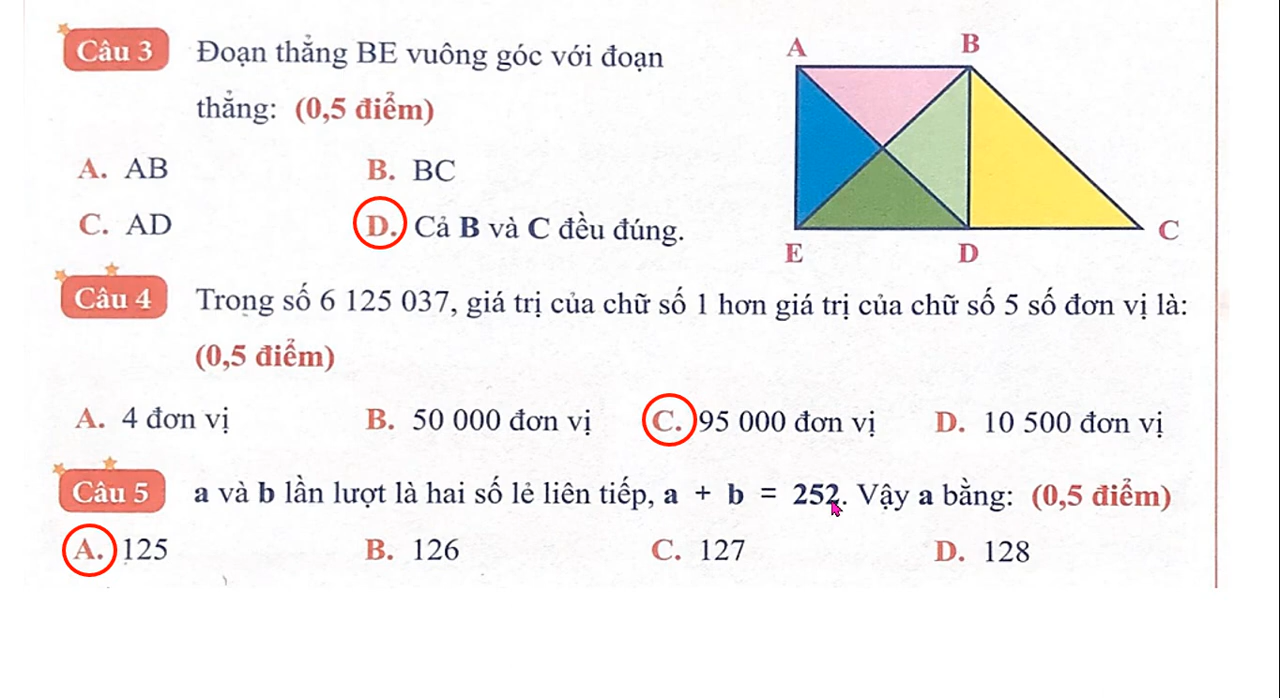 Câu 3 Đoạn thẳng BE vuông góc với đoạn
thẳng: (0,5 điểm)
A. AB B. BC
C. AD D. Cả B và C đều đúng.
A B
E D C
Câu 4 Trong số 6 125 037, giá trị của chữ số 1 hơn giá trị của chữ số 5 số đơn vị là:
(0,5 điểm)
A. 4 đơn vị B. 50 000 đơn vị C. 95 000 đơn vị D. 10 500 đơn vị
Câu 5 a và b lần lượt là hai số lẻ liên tiếp, a + b = 252. Vậy a bằng: (0,5 điểm)
A. 125 B. 126 C. 127 D. 128